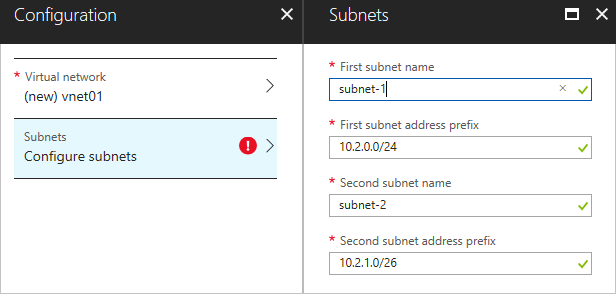 Configuration
* Virtual network
(new) vnet01
Subnets
Configure subnets
Subnets
* First subnet name
subnet-1
* First subnet address prefix
10.2.0.0/24
* Second subnet name
subnet-2
* Second subnet address prefix
10.2.1.0/26